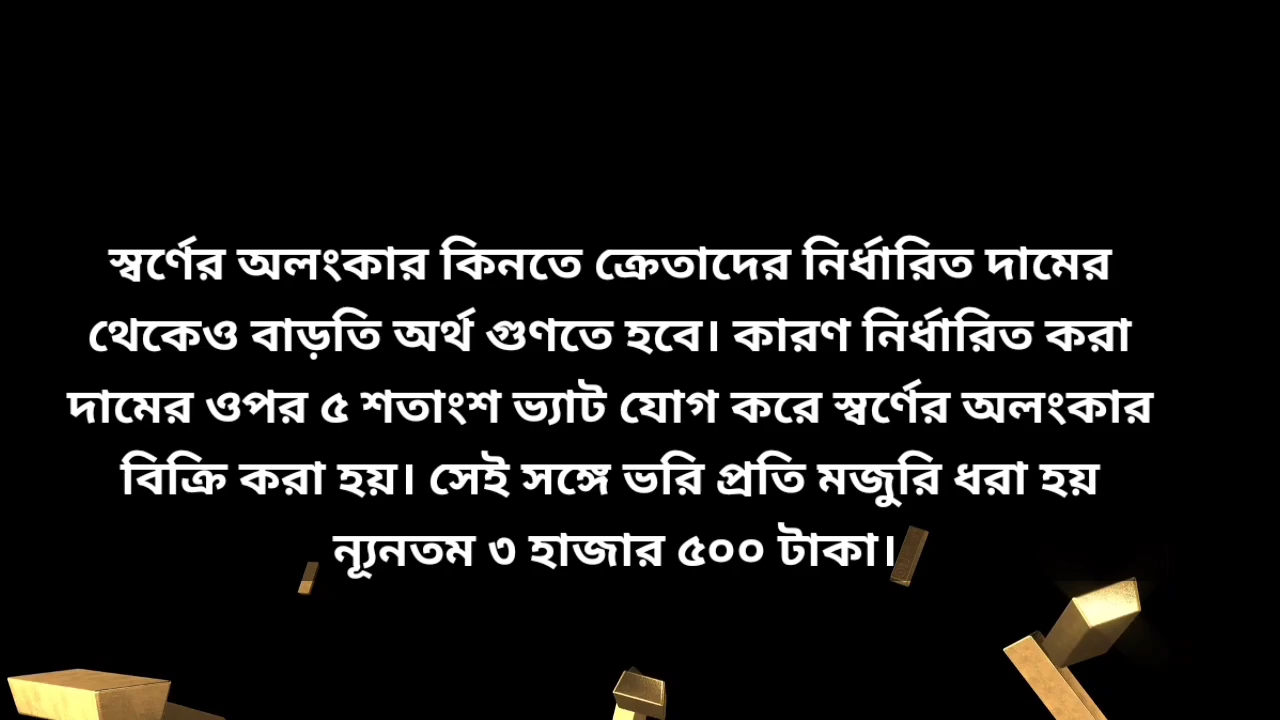 স্বর্ণের অলংকার কিনতে ক্রেতাদের নির্ধারিত দামের
থেকেও বাড়তি অর্থ গুণতে হবে। কারণ নির্ধারিত করা
দামের ওপর ৫ শতাংশ ভ্যাট যোগ করে স্বর্ণের অলংকার
বিক্রি করা হয়। সেই সঙ্গে ভরি প্রতি মজুরি ধরা হয়
ন্যূনতম ৩ হাজার ৫০০ টাকা।